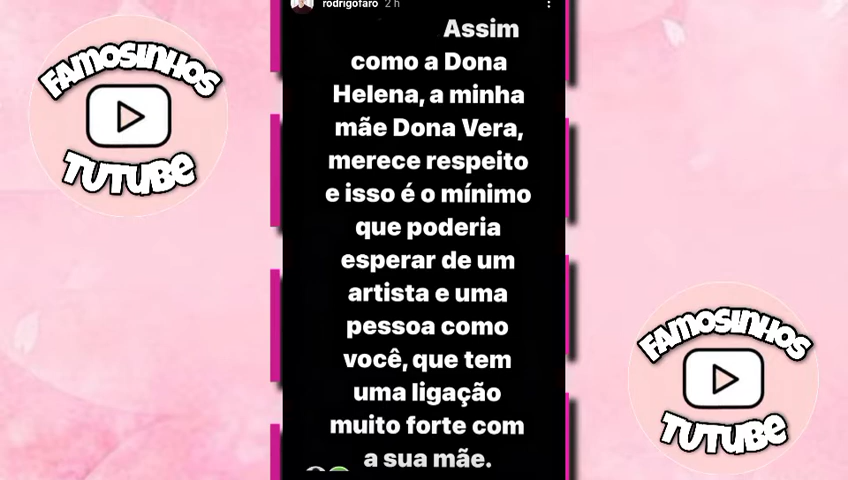 rodrigofaro 2 h
Assim
como a Dona
Helena, a minha
mãe Dona Vera,
merece respeito
e isso é o mínimo
que poderia
esperar de um
artista e uma
pessoa como
você, que tem
uma ligação
muito forte com
a sua mãe.
FAMOSINHOS
TUTUBE
FAMOSINHOS
TUTUBE